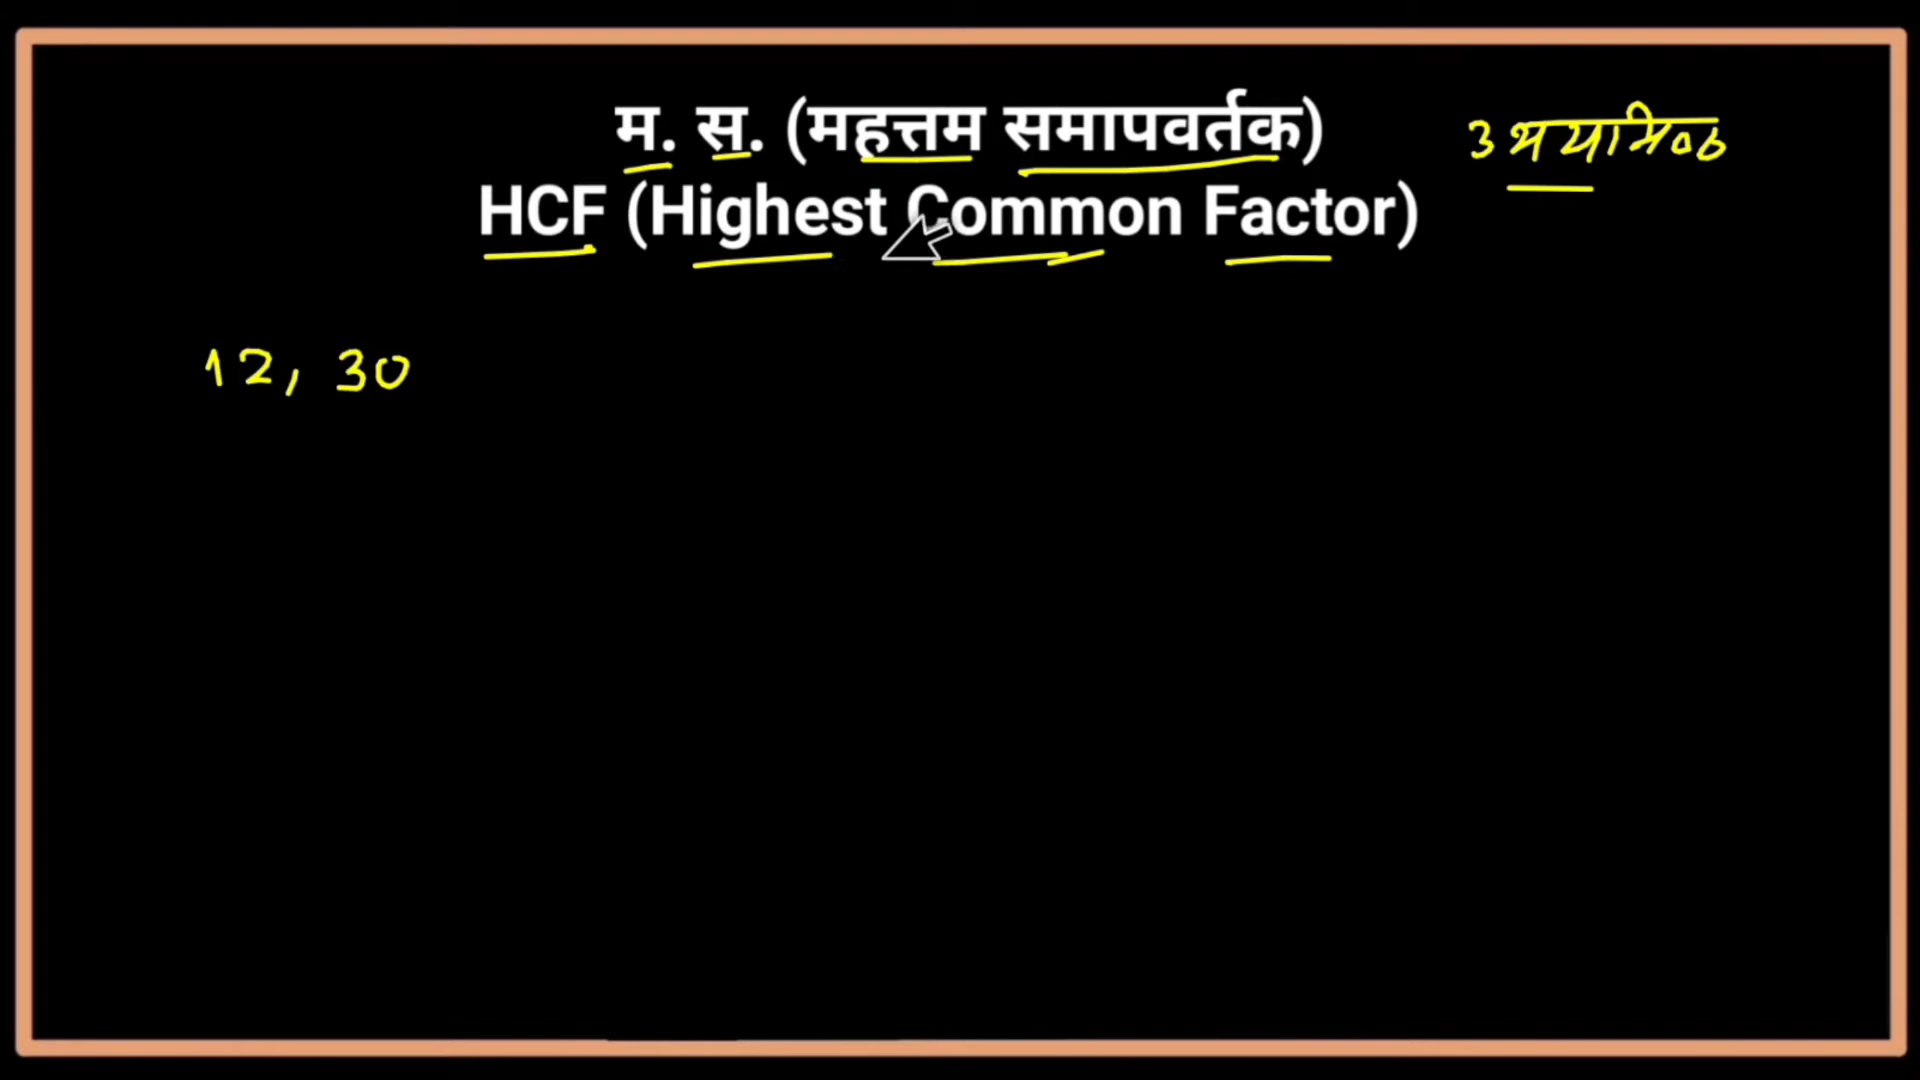 म. स. (महत्तम समापवर्तक)
HCF (Highest Common Factor)
12, 30